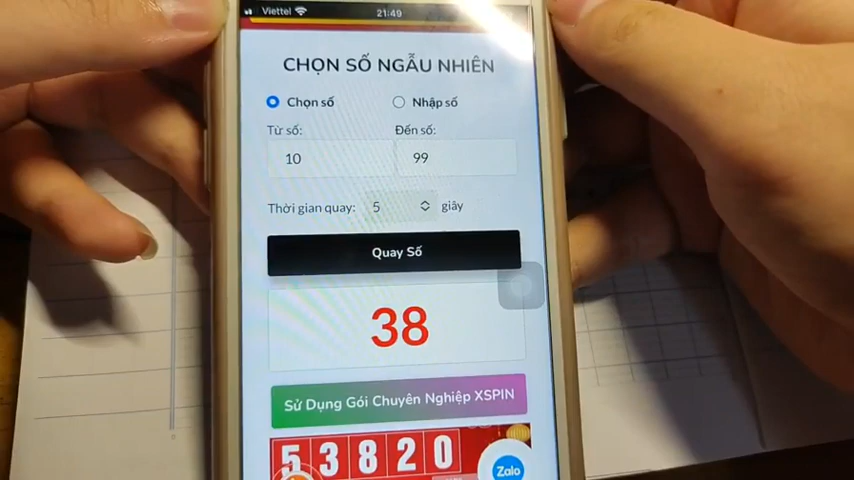 Viettel 21:49
CHỌN SỐ NGẪU NHIÊN
Chọn số Nhập số
Từ số: Đến số:
10 99
Thời gian quay: 5 giây
Quay Số
38
Sử Dụng Gói Chuyên Nghiệp XSPIN
53820
Zalo